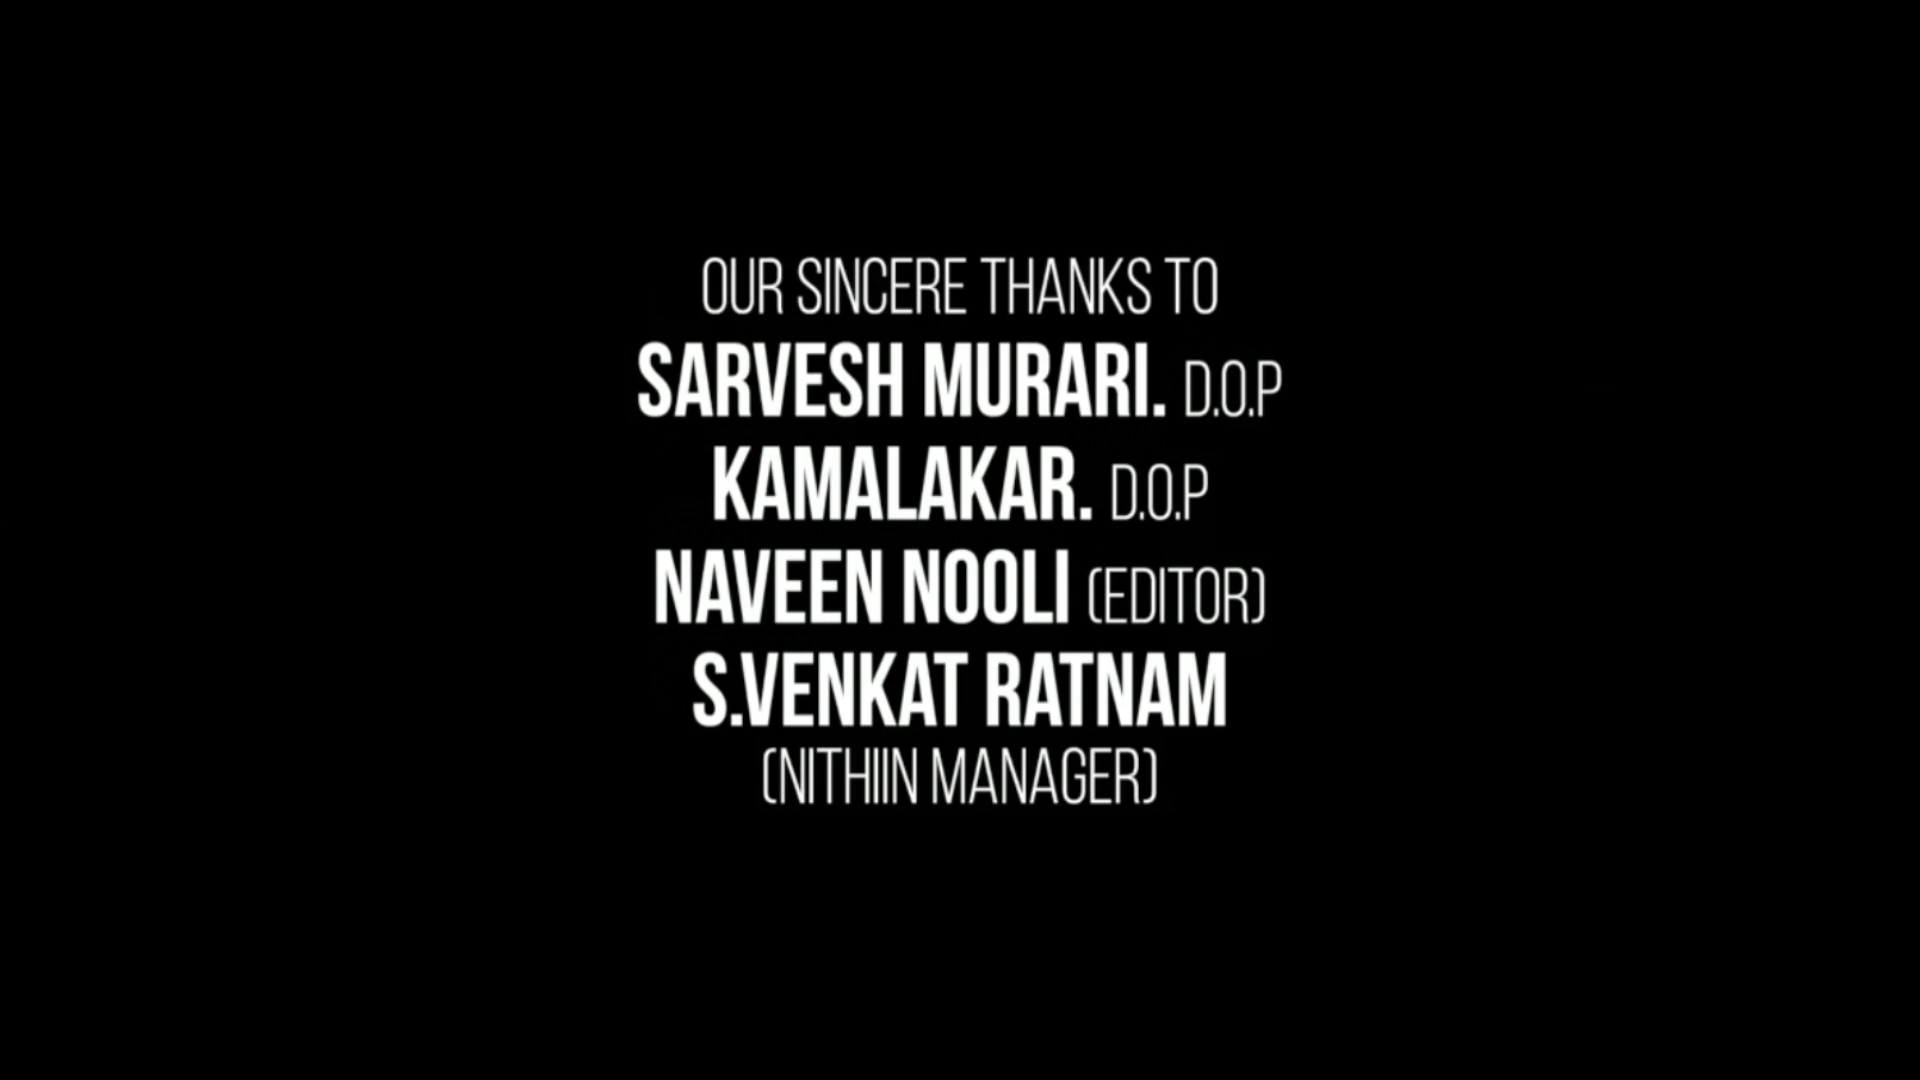 OUR SINCERE THANKS TO
SARVESH MURARI. D.O.P
KAMALAKAR. D.O.P
NAVEEN NOOLI (EDITOR)
S.VENKAT RATNAM
(NITHIIN MANAGER)